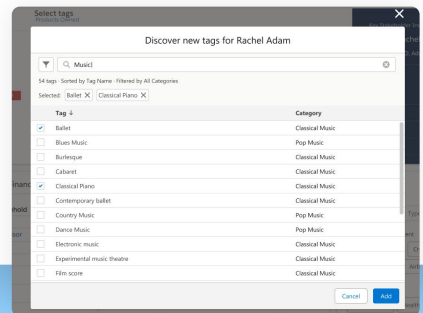 Select tags
Products Owned
Discover new tags for Rachel Adam
Music
54 tags · Sorted by Tag Name · Filtered by All Categories
Selected: Ballet Classical Piano
Tag Category
Ballet Classical Music
Blues Music Pop Music
Burlesque Classical Music
Cabaret Classical Music
Classical Piano Classical Music
Contemporary ballet Classical Music
Country Music Pop Music
Dance Music Pop Music
Electronic music Classical Music
Experimental music theatre Classical Music
Film score Classical Music
Cancel Add